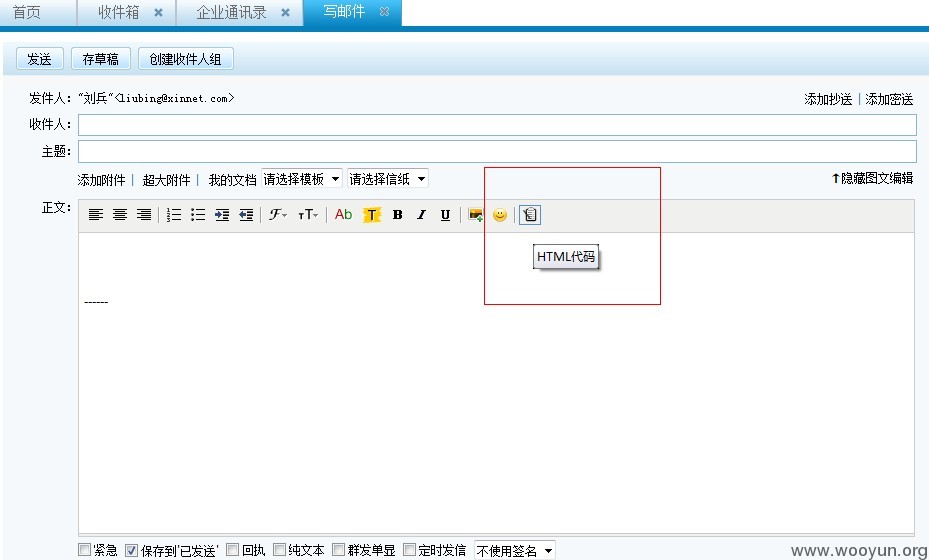 首页 收件箱 企业通讯录 写邮件
发送 存草稿 创建收件人组
发件人: "刘兵"<liubing@xinnet.com> 添加抄送 | 添加密送
收件人:
主题:
添加附件 | 超大附件 | 我的文档 请选择模板 请选择信纸 ↑隐藏图文编辑
正文: F TT Ab T B I U
HTML代码
------
紧急 保存到'已发送' 回执 纯文本 群发单显 定时发信 不使用签名
www.wooyun.org